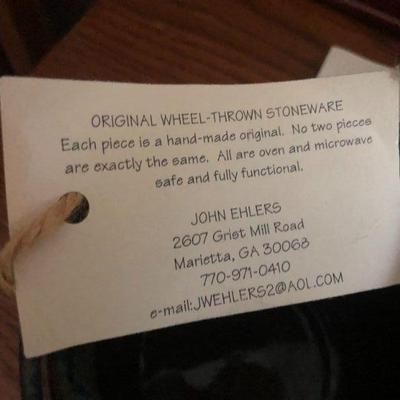 ORIGINAL WHEEL-THROWN STONEWARE
Each piece is a hand-made original. No two pieces
are exactly the same. All are oven and microwave
safe and fully functional.
JOHN EHLERS
2607 Grist Mill Road
Marietta, GA 30068
770-971-0410
e-mail:JWEHLERS2@AOL.COM